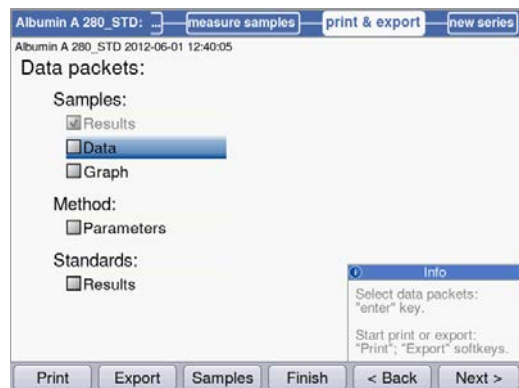 Albumin A 280_STD: ... measure samples print & export new series
Albumin A 280_STD 2012-06-01 12:40:05
Data packets:
Samples:
Results
Data
Graph
Method:
Parameters
Standards:
Results
Info
Select data packets:
"enter" key.
Start print or export:
"Print"; "Export" softkeys.
Print Export Samples Finish < Back Next >